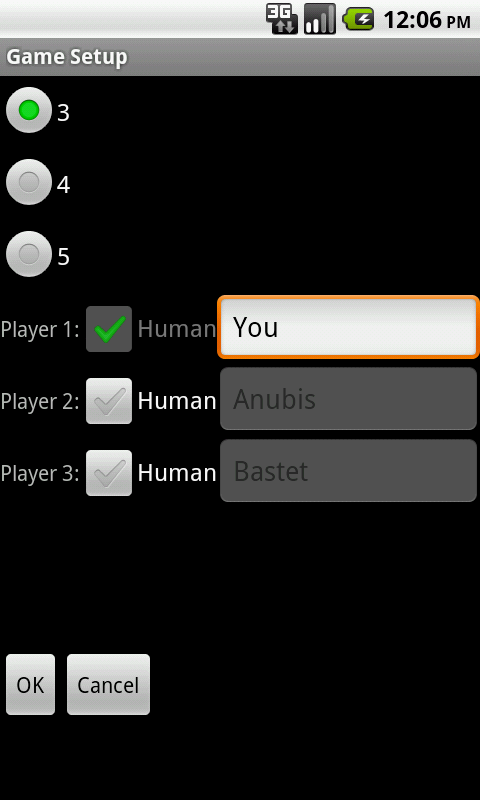 3G 12:06 PM
Game Setup
3
4
5
Player 1: Human You
Player 2: Human Anubis
Player 3: Human Bastet
OK Cancel